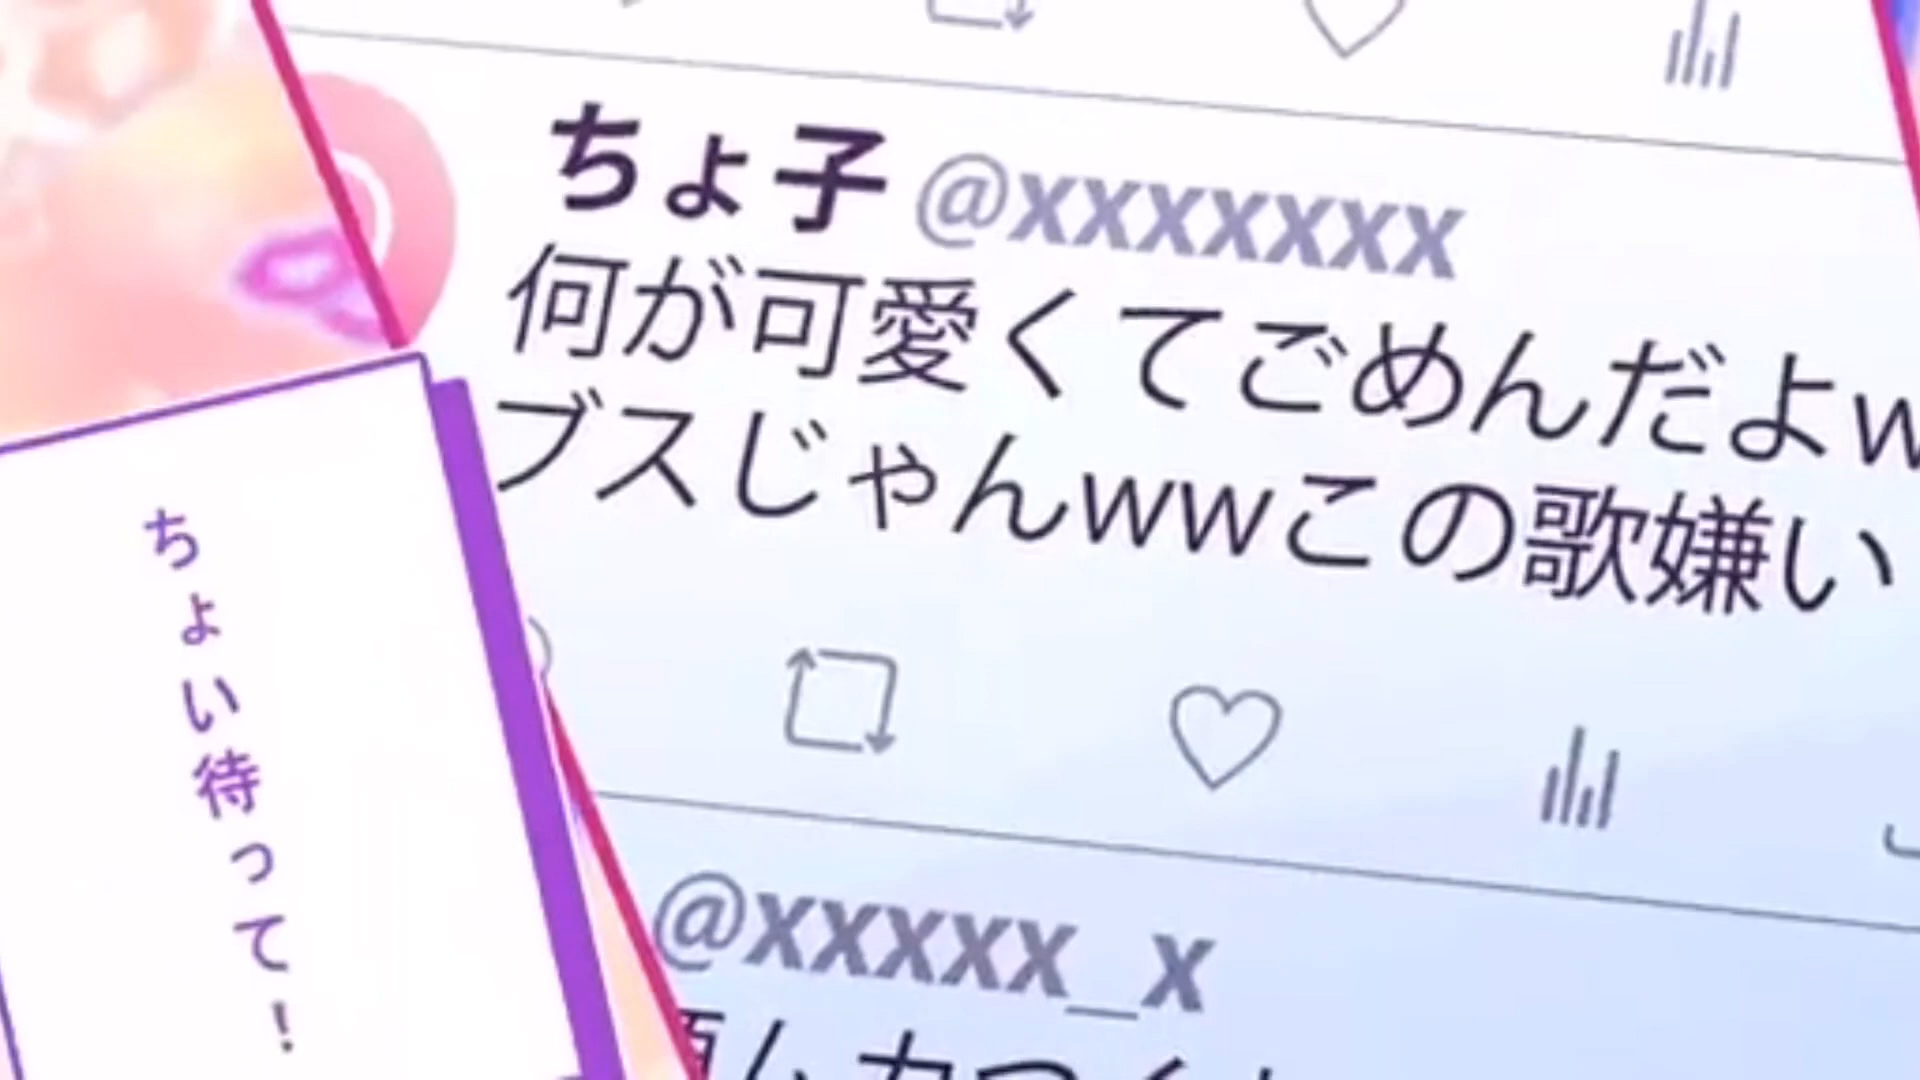 ちょ子 @xxxxxxx
何が可愛くてごめんだよw
ブスじゃんwwこの歌嫌い
ちょい待って!
@xxxxx_x